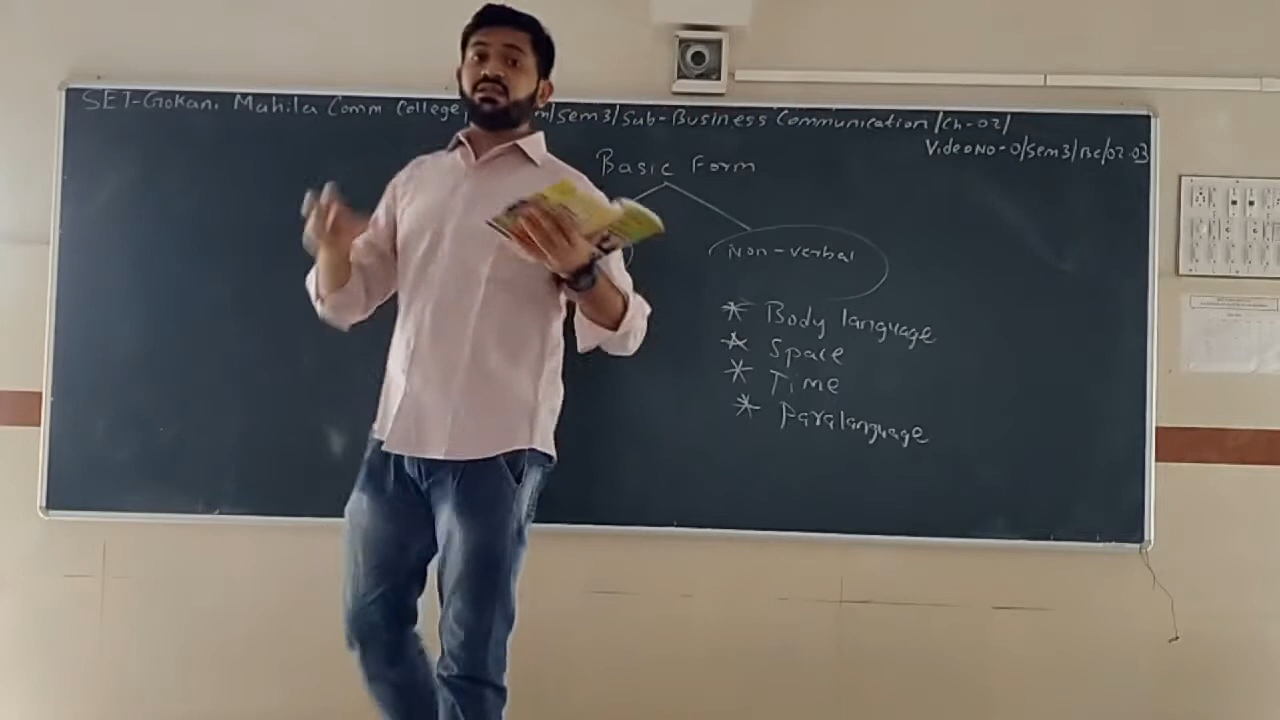 SET-Gokani Mahila Comm College, m/Sem3/Sub-Business Communication/Ch-02/
Video No-0/Sem3/BC/02.03
Basic Form
Non-verbal
* Body language
* Space
* Time
* Paralanguage